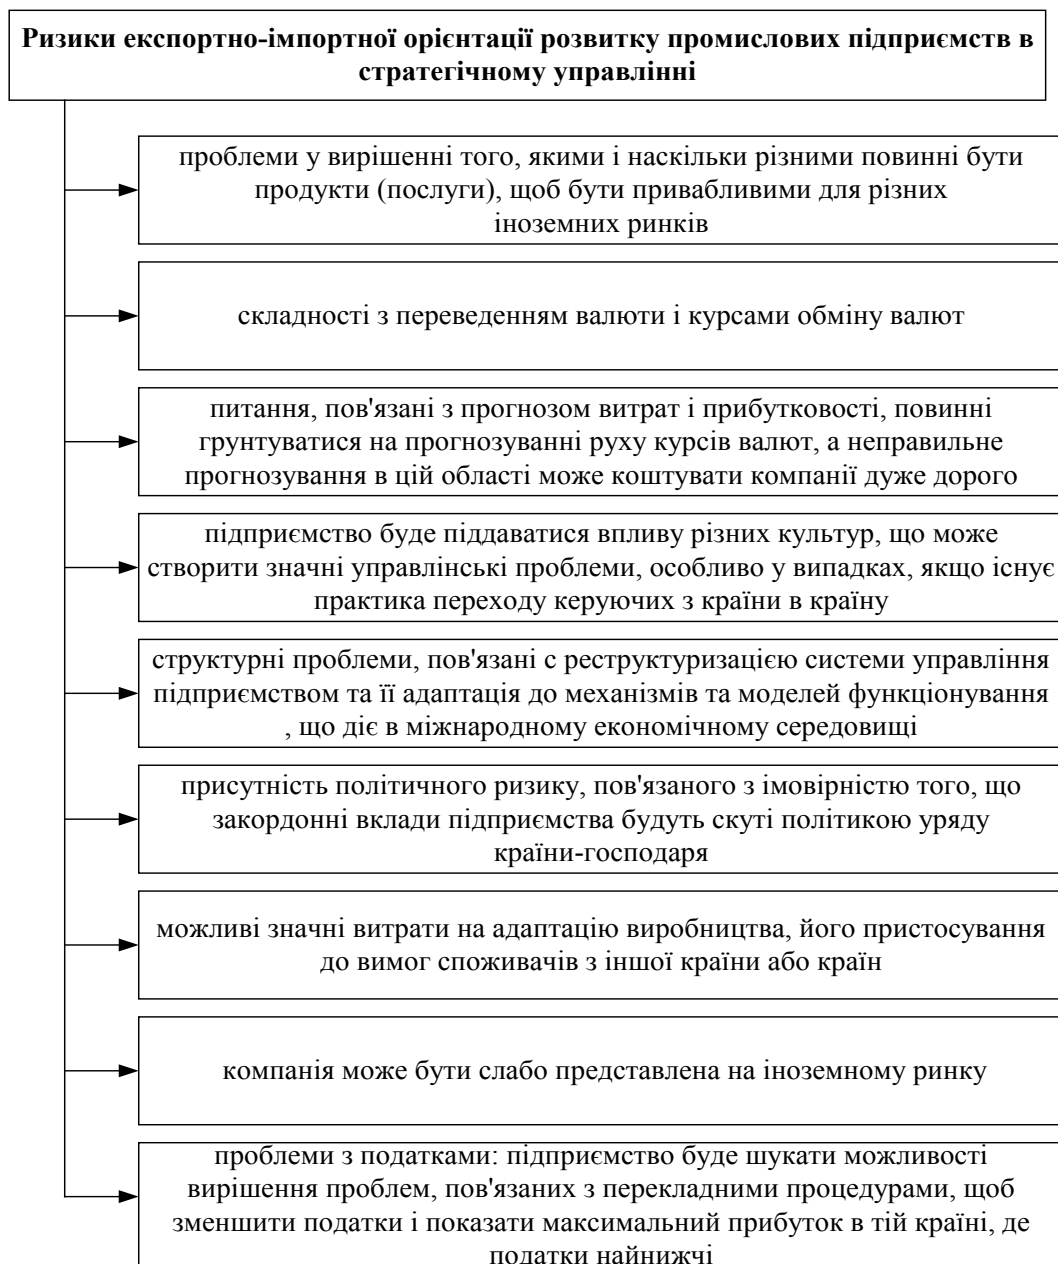 Ризики експортно-імпортної орієнтації розвитку промислових підприємств в
стратегічному управлінні
проблеми у вирішенні того, якими і наскільки різними повинні бути
продукти (послуги), щоб бути привабливими для різних
іноземних ринків
складності з переведенням валюти і курсами обміну валют
питання, пов'язані з прогнозом витрат і прибутковості, повинні
грунтуватися на прогнозуванні руху курсів валют, а неправильне
прогнозування в цій області може коштувати компанії дуже дорого
підприємство буде піддаватися впливу різних культур, що може
створити значні управлінські проблеми, особливо у випадках, якщо існує
практика переходу керуючих з країни в країну
структурні проблеми, пов'язані с реструктуризацією системи управління
підприємством та її адаптація до механізмів та моделей функціонування
, що діє в міжнародному економічному середовищі
присутність політичного ризику, пов'язаного з імовірністю того, що
закордонні вклади підприємства будуть скуті політикою уряду
країни-господаря
можливі значні витрати на адаптацію виробництва, його пристосування
до вимог споживачів з іншої країни або країн
компанія може бути слабо представлена на іноземному ринку
проблеми з податками: підприємство буде шукати можливості
вирішення проблем, пов'язаних з перекладними процедурами, щоб
зменшити податки і показати максимальний прибуток в тій країні, де
податки найнижчі